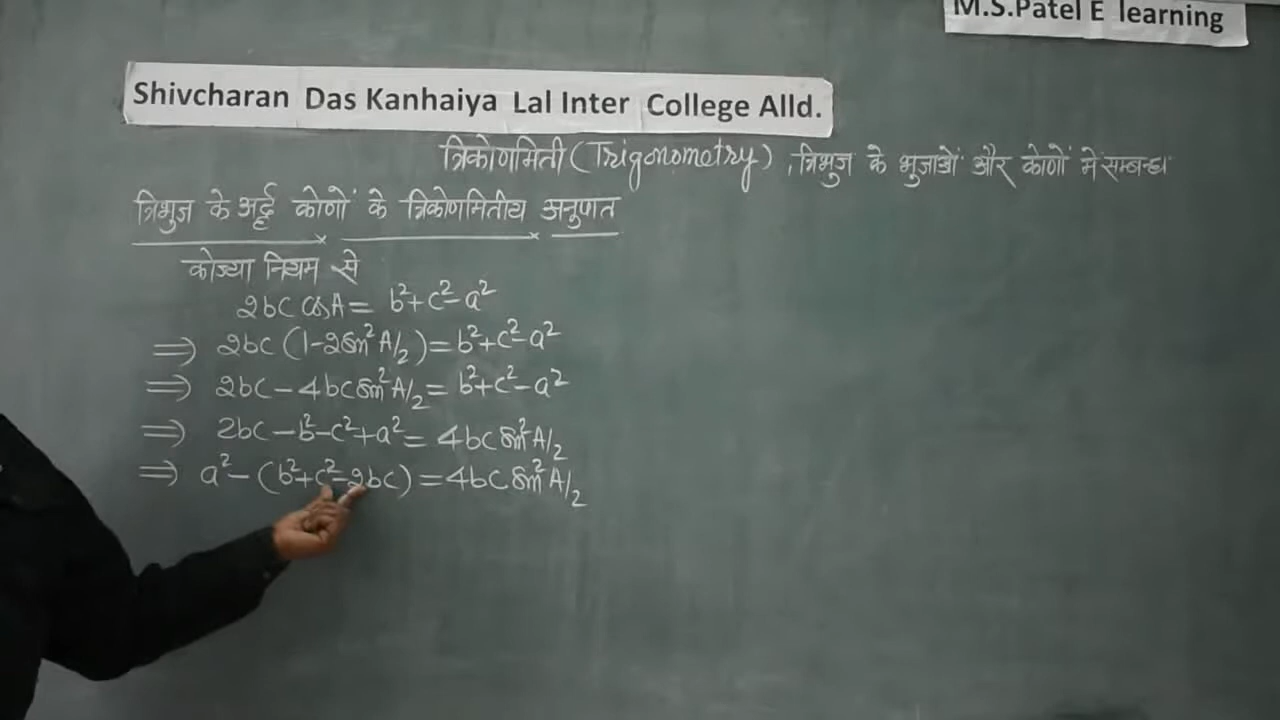 M.S.Patel E learning
Shivcharan Das Kanhaiya Lal Inter College Alld.
त्रिकोणमिती (Trigonometry), त्रिभुज के भुजाओं और कोणों में सम्बन्ध
त्रिभुज के अर्द्ध कोणों के त्रिकोणमितीय अनुपात
कोज्या नियम से
2bc cosA = b²+c²-a²
⇒ 2bc (1-2sin²A/2) = b²+c²-a²
⇒ 2bc - 4bc sin²A/2 = b²+c²-a²
⇒ 2bc - b² - c² + a² = 4bc sin²A/2
⇒ a² - (b²+c²-2bc) = 4bc sin²A/2